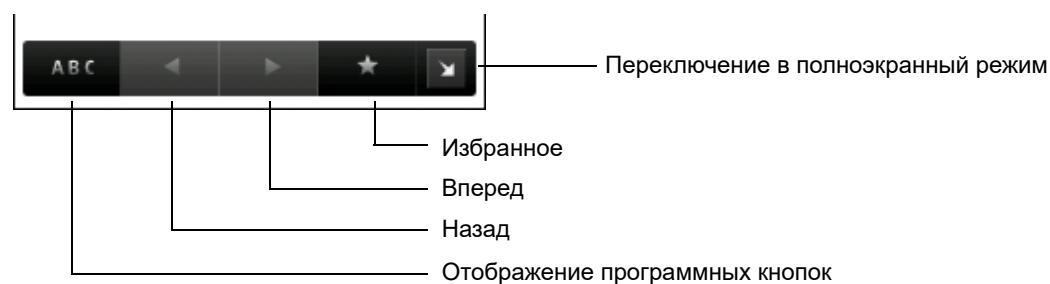 ABC
Переключение в полноэкранный режим
Избранное
Вперед
Назад
Отображение программных кнопок